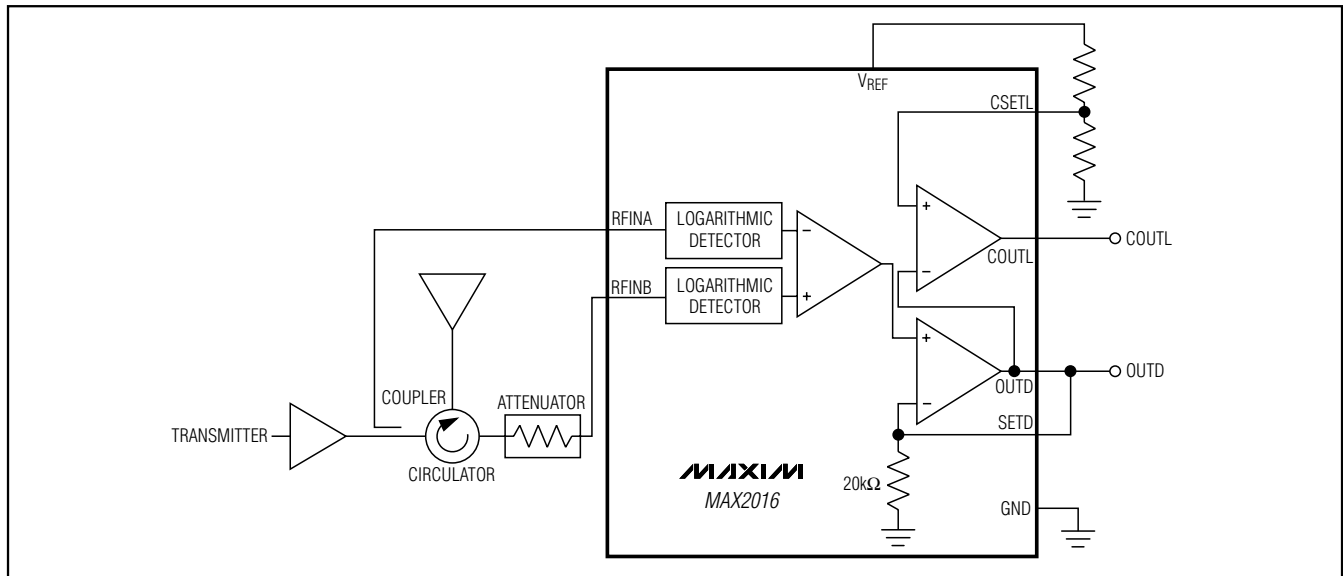 VREF
CSETL
RFINA
LOGARITHMIC
DETECTOR
−
+
−
COUTL
COUTL
RFINB
LOGARITHMIC
DETECTOR
+
+
−
OUTD
OUTD
COUPLER
ATTENUATOR
TRANSMITTER
CIRCULATOR
SETD
MAXIM
MAX2016
20kΩ
GND